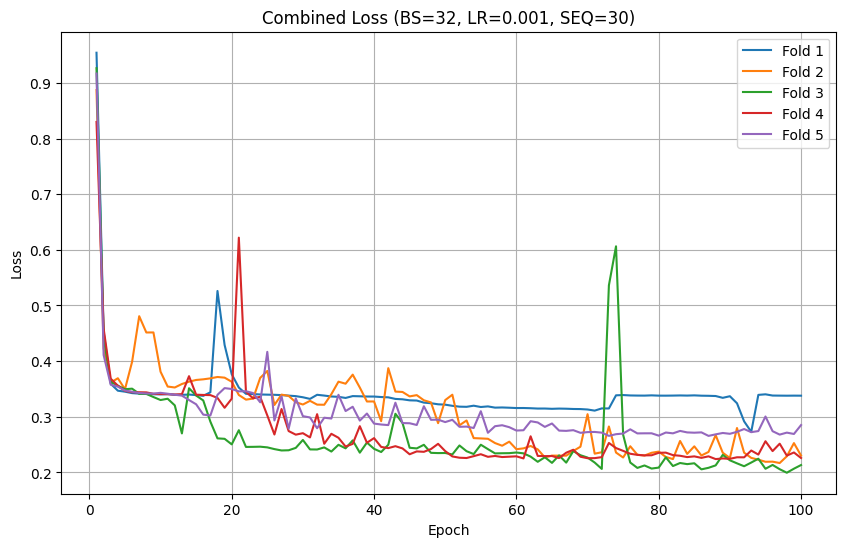 Combined Loss (BS=32, LR=0.001, SEQ=30)
Fold 1
Fold 2
Fold 3
Fold 4
Fold 5
Loss
0.9
0.8
0.7
0.6
0.5
0.4
0.3
0.2
0 20 40 60 80 100
Epoch